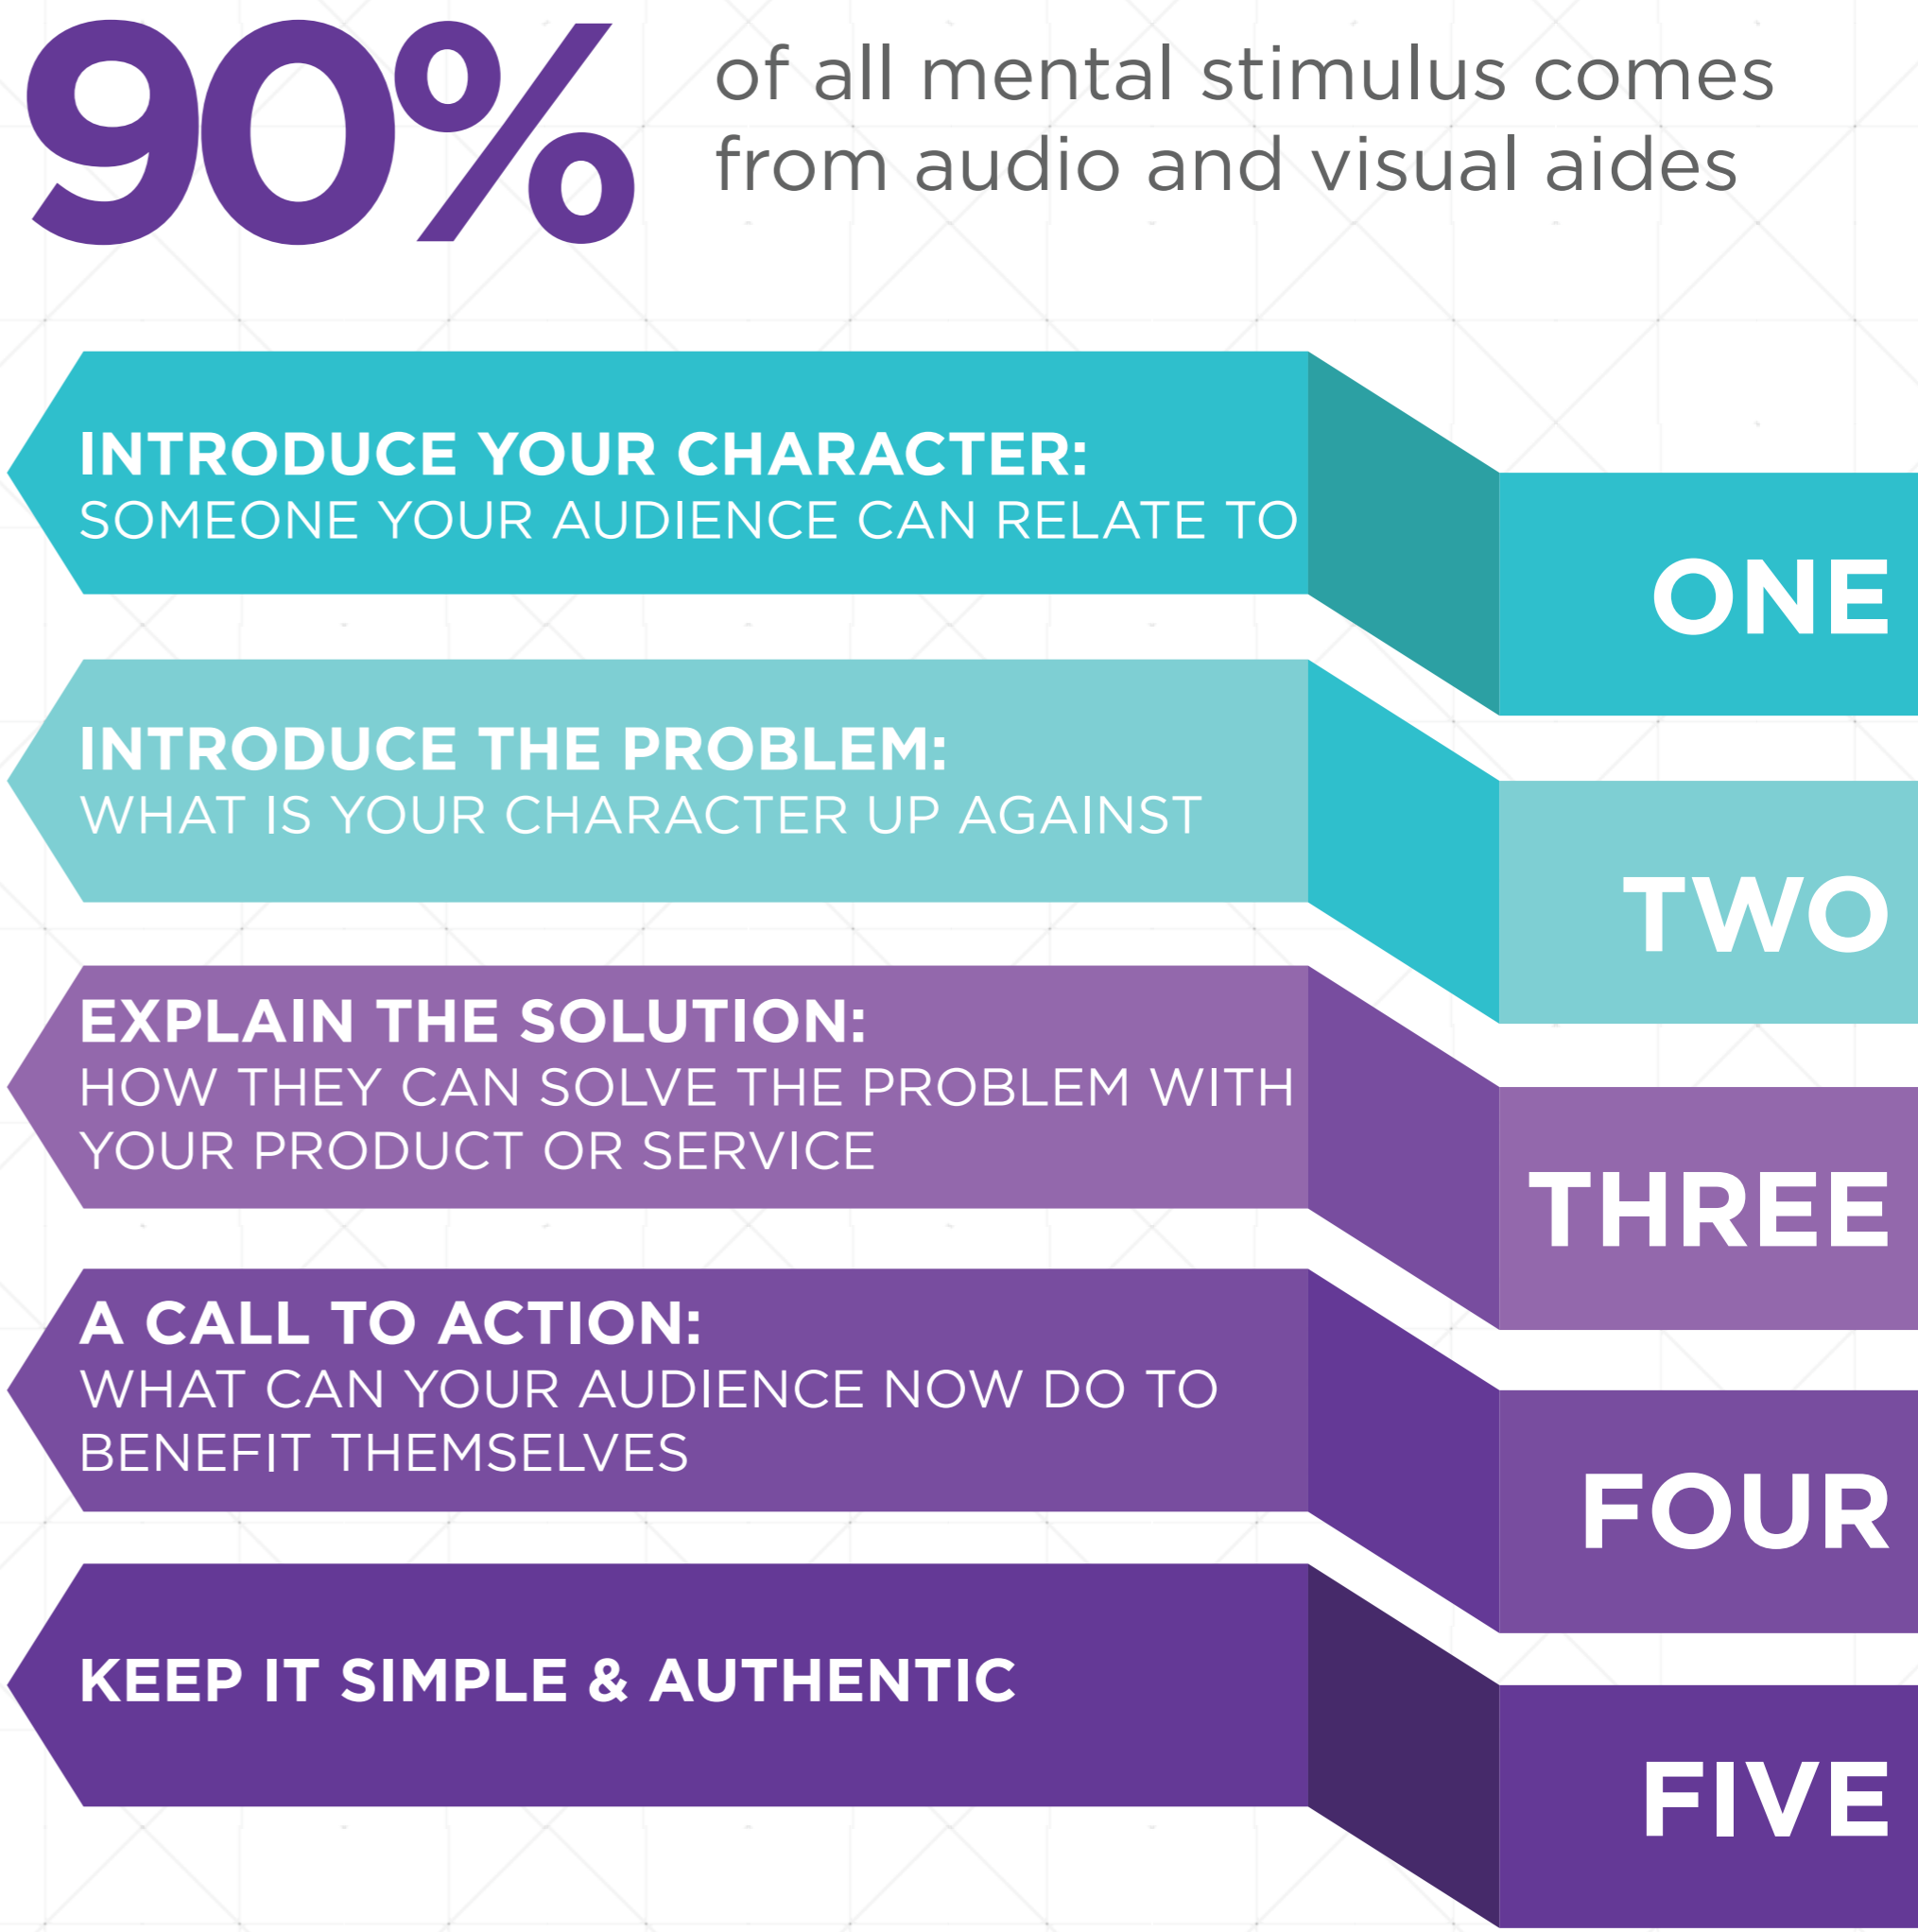 90%
of all mental stimulus comes
from audio and visual aides
INTRODUCE YOUR CHARACTER:
SOMEONE YOUR AUDIENCE CAN RELATE TO
ONE
INTRODUCE THE PROBLEM:
WHAT IS YOUR CHARACTER UP AGAINST
TWO
EXPLAIN THE SOLUTION:
HOW THEY CAN SOLVE THE PROBLEM WITH
YOUR PRODUCT OR SERVICE
THREE
A CALL TO ACTION:
WHAT CAN YOUR AUDIENCE NOW DO TO
BENEFIT THEMSELVES
FOUR
KEEP IT SIMPLE & AUTHENTIC
FIVE